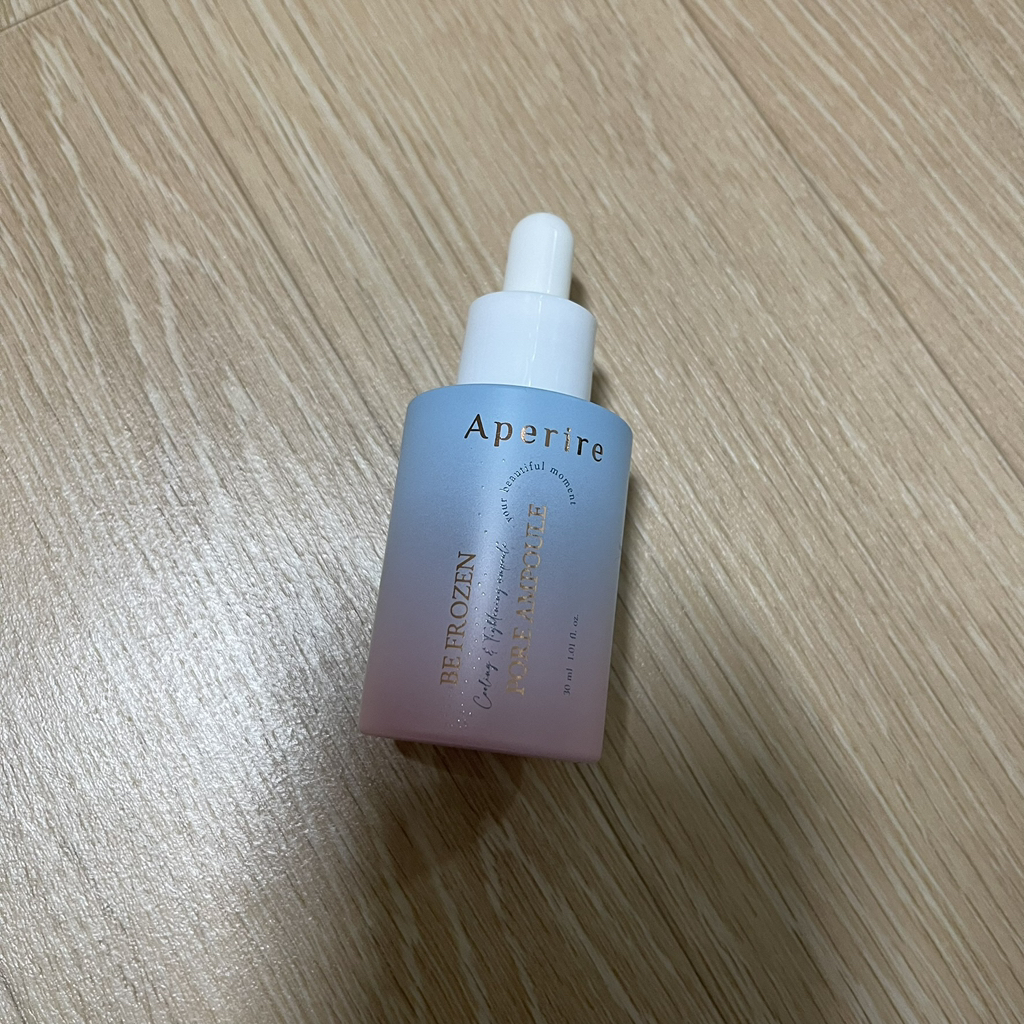 Aperire
your beautiful moment
BE FROZEN
Cooling & Tightening ampoule
PORE AMPOULE
30 ml 1.01 fl. oz.